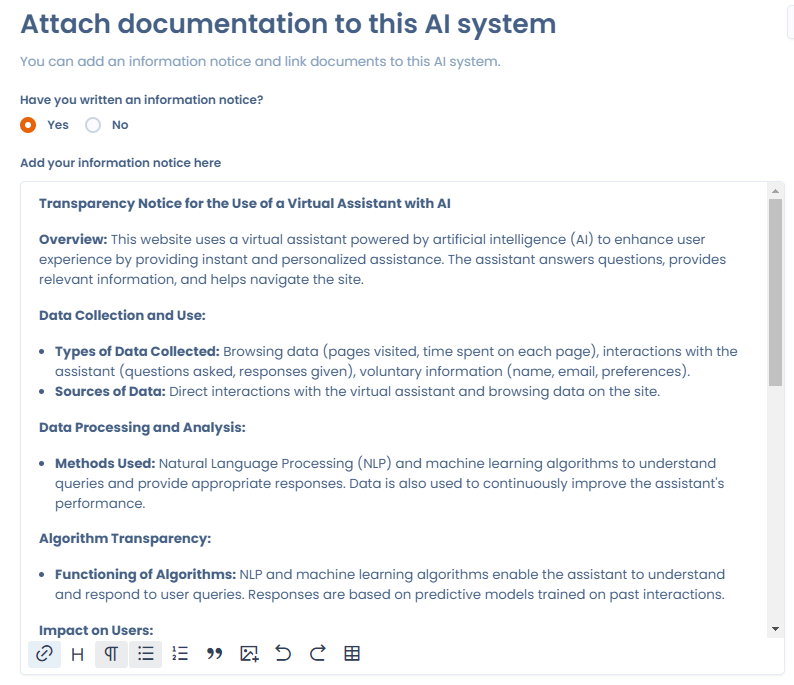 Attach documentation to this AI system
You can add an information notice and link documents to this AI system.
Have you written an information notice?
Yes No
Add your information notice here
Transparency Notice for the Use of a Virtual Assistant with AI
Overview: This website uses a virtual assistant powered by artificial intelligence (AI) to enhance user
experience by providing instant and personalized assistance. The assistant answers questions, provides
relevant information, and helps navigate the site.
Data Collection and Use:
• Types of Data Collected: Browsing data (pages visited, time spent on each page), interactions with the
assistant (questions asked, responses given), voluntary information (name, email, preferences).
• Sources of Data: Direct interactions with the virtual assistant and browsing data on the site.
Data Processing and Analysis:
• Methods Used: Natural Language Processing (NLP) and machine learning algorithms to understand
queries and provide appropriate responses. Data is also used to continuously improve the assistant's
performance.
Algorithm Transparency:
• Functioning of Algorithms: NLP and machine learning algorithms enable the assistant to understand
and respond to user queries. Responses are based on predictive models trained on past interactions.
Impact on Users: